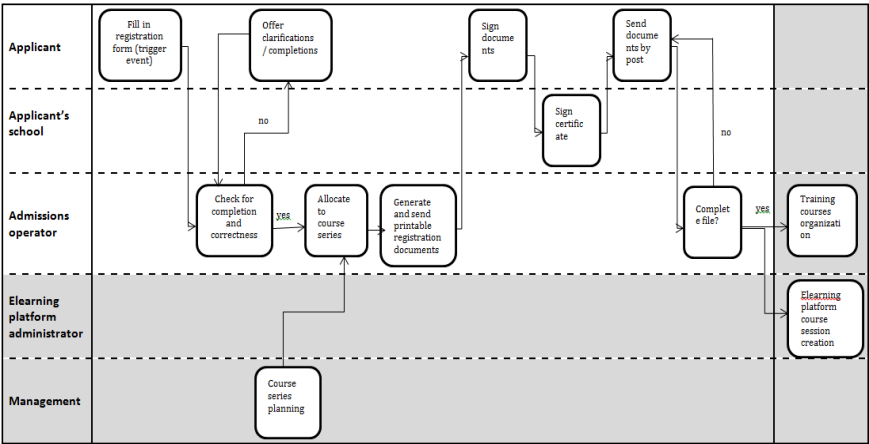 Applicant
Fill in
registration
form (trigger
event)
Offer
clarifications
/ completions
Sign
docume
nts
Send
docume
nts by
post
Applicant's
school
no
Sign
certific
ate
no
Admissions
operator
Check for
completion
and
correctness
yes
Allocate
to
course
series
Generate
and send
printable
registration
documents
Complet
e file?
yes
Training
courses
organizati
on
Elearning
platform
administrator
Elearning
platform
course
session
creation
Management
Course
series
planning